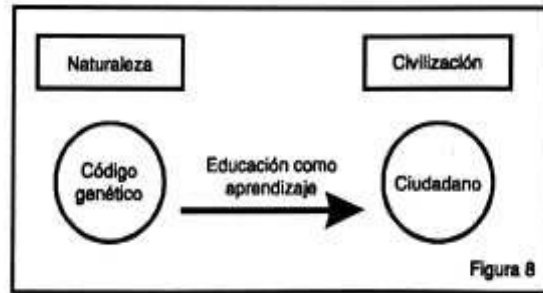 Naturaleza
Civilización
Código
genético
Educación como
aprendizaje
Ciudadano
Figura 8